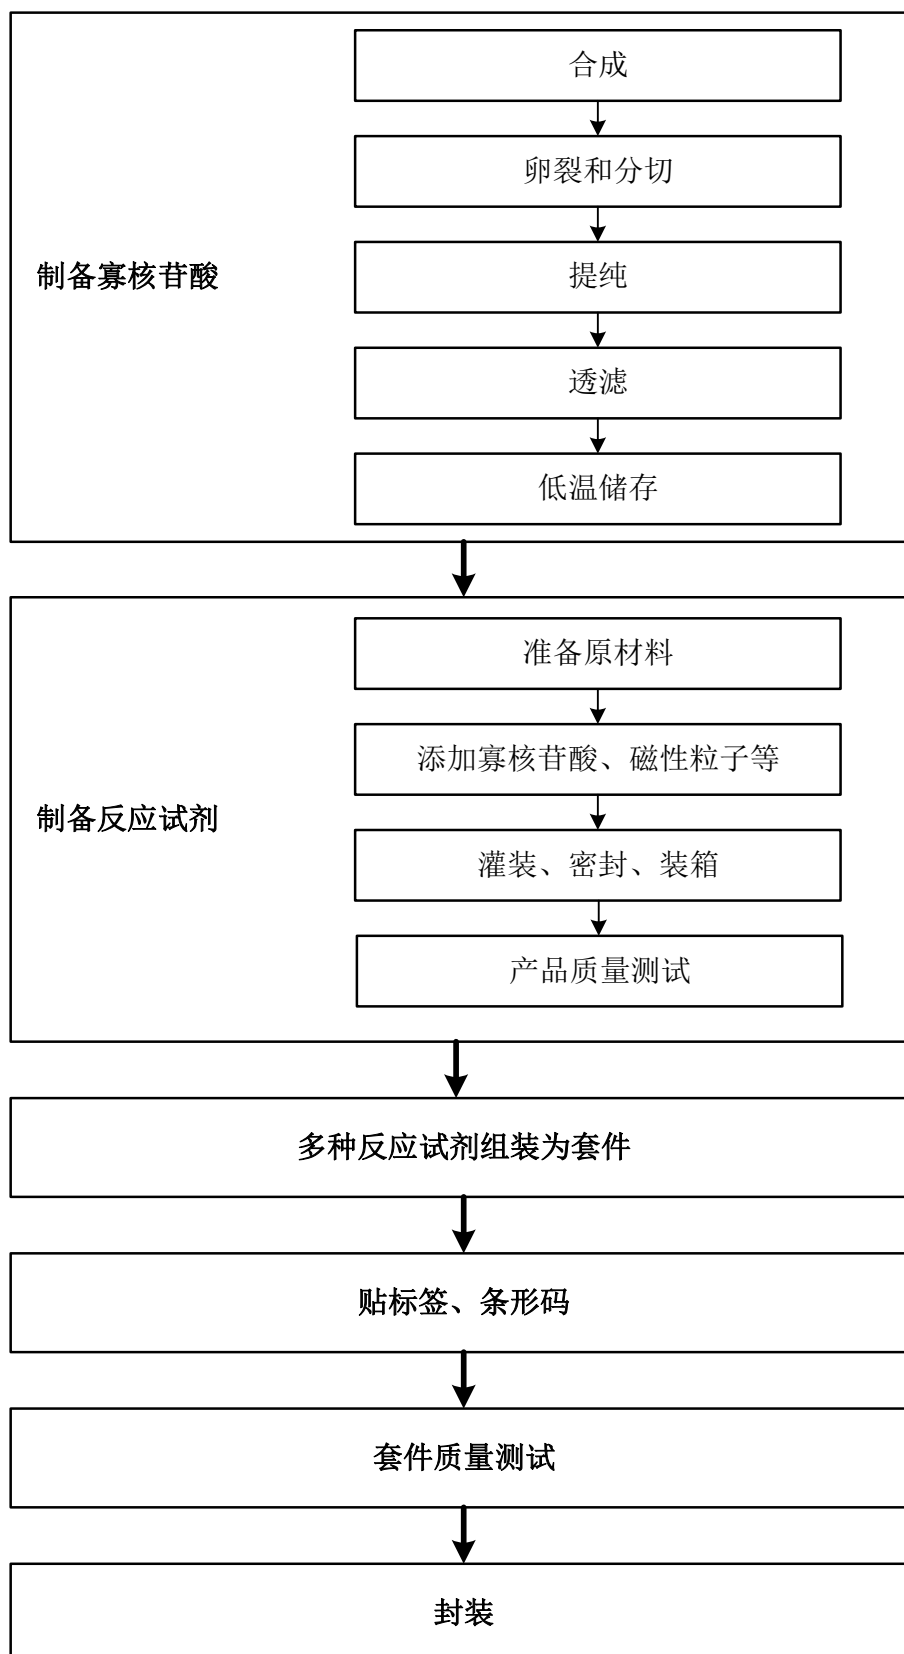 合成
卵裂和分切
制备寡核苷酸
提纯
透滤
低温储存
准备原材料
添加寡核苷酸、磁性粒子等
制备反应试剂
灌装、密封、装箱
产品质量测试
多种反应试剂组装为套件
贴标签、条形码
套件质量测试
封装